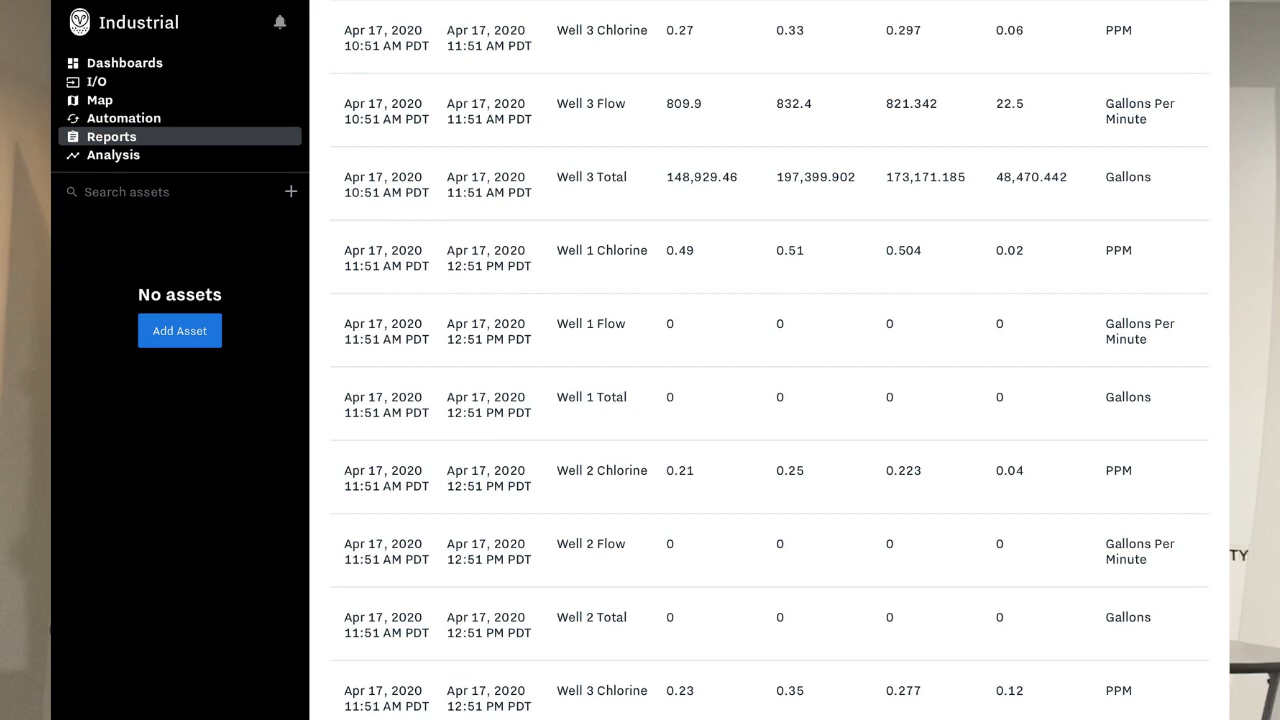 Industrial
Dashboards
I/O
Map
Automation
Reports
Analysis
Search assets
No assets
Add Asset
Apr 17, 2020 Apr 17, 2020 Well 3 Chlorine 0.27 0.33 0.297 0.06 PPM
10:51 AM PDT 11:51 AM PDT
Apr 17, 2020 Apr 17, 2020 Well 3 Flow 809.9 832.4 821.342 22.5 Gallons Per
10:51 AM PDT 11:51 AM PDT Minute
Apr 17, 2020 Apr 17, 2020 Well 3 Total 148,929.46 197,399.902 173,171.185 48,470.442 Gallons
10:51 AM PDT 11:51 AM PDT
Apr 17, 2020 Apr 17, 2020 Well 1 Chlorine 0.49 0.51 0.504 0.02 PPM
11:51 AM PDT 12:51 PM PDT
Apr 17, 2020 Apr 17, 2020 Well 1 Flow 0 0 0 0 Gallons Per
11:51 AM PDT 12:51 PM PDT Minute
Apr 17, 2020 Apr 17, 2020 Well 1 Total 0 0 0 0 Gallons
11:51 AM PDT 12:51 PM PDT
Apr 17, 2020 Apr 17, 2020 Well 2 Chlorine 0.21 0.25 0.223 0.04 PPM
11:51 AM PDT 12:51 PM PDT
Apr 17, 2020 Apr 17, 2020 Well 2 Flow 0 0 0 0 Gallons Per
11:51 AM PDT 12:51 PM PDT Minute
Apr 17, 2020 Apr 17, 2020 Well 2 Total 0 0 0 0 Gallons
11:51 AM PDT 12:51 PM PDT
Apr 17, 2020 Apr 17, 2020 Well 3 Chlorine 0.23 0.35 0.277 0.12 PPM
11:51 AM PDT 12:51 PM PDT
TY